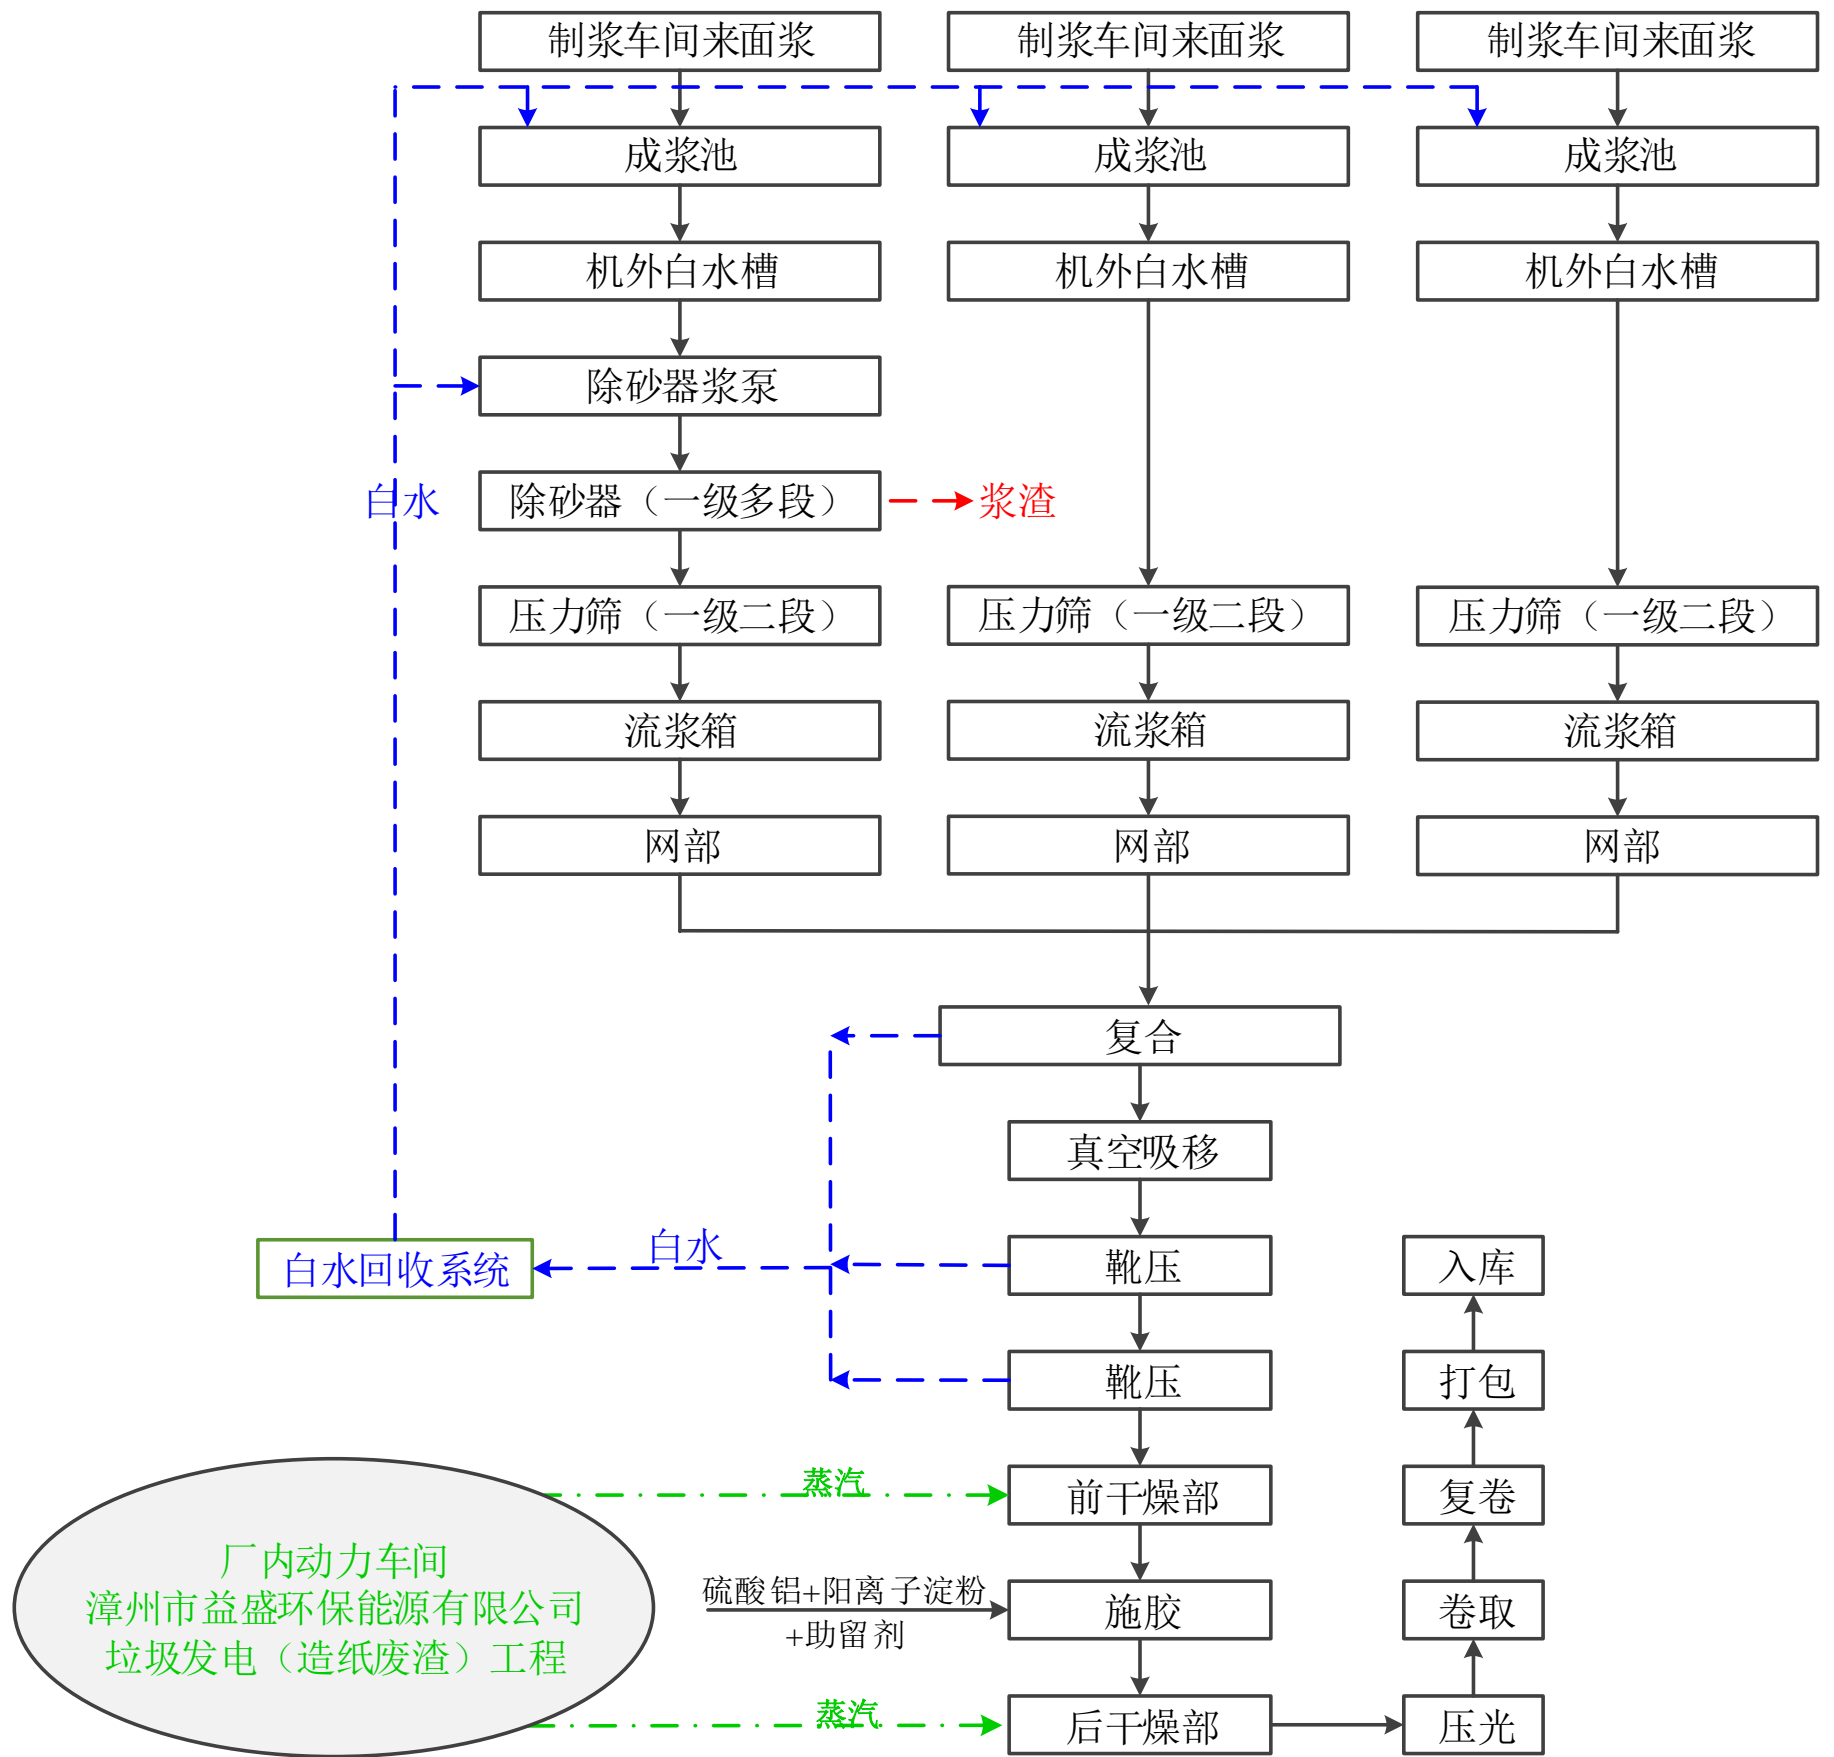 制浆车间来面浆
制浆车间来面浆
制浆车间来面浆
成浆池
成浆池
成浆池
机外白水槽
机外白水槽
机外白水槽
除砂器浆泵
白水
除砂器（一级多段）
浆渣
压力筛（一级二段）
压力筛（一级二段）
压力筛（一级二段）
流浆箱
流浆箱
流浆箱
网部
网部
网部
复合
真空吸移
白水回收系统
白水
靴压
入库
靴压
打包
蒸汽
前干燥部
复卷
厂内动力车间
漳州市益盛环保能源有限公司
垃圾发电（造纸废渣）工程
硫酸铝+阳离子淀粉
+助留剂
施胶
卷取
蒸汽
后干燥部
压光